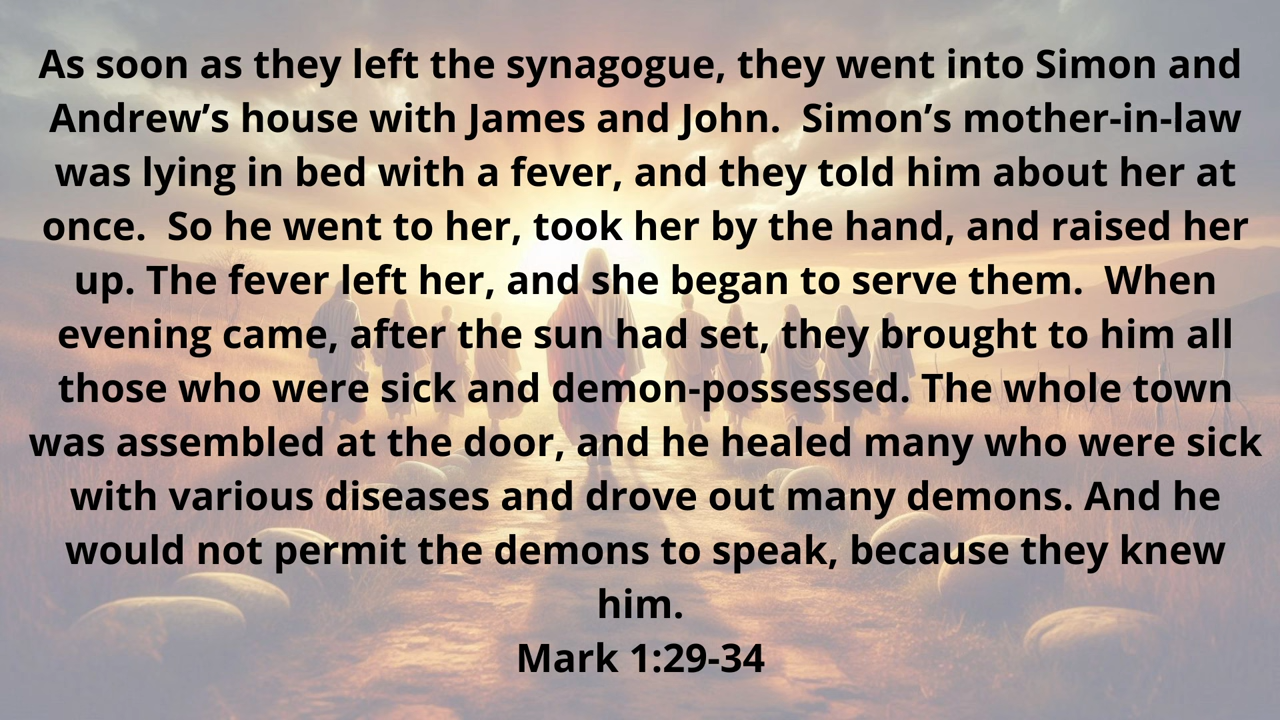 As soon as they left the synagogue, they went into Simon and
Andrew’s house with James and John.  Simon’s mother-in-law
was lying in bed with a fever, and they told him about her at
once.  So he went to her, took her by the hand, and raised her
up. The fever left her, and she began to serve them.  When
evening came, after the sun had set, they brought to him all
those who were sick and demon-possessed. The whole town
was assembled at the door, and he healed many who were sick
with various diseases and drove out many demons. And he
would not permit the demons to speak, because they knew
him.
Mark 1:29-34